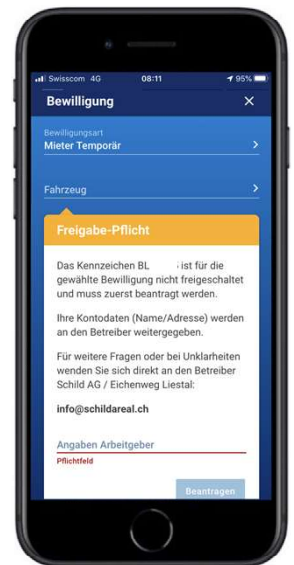 Swisscom 4G 08:11 95%
Bewilligung ×
Bewilligungsart
Mieter Temporär
Fahrzeug
Freigabe-Pflicht
Das Kennzeichen BL ist für die
gewählte Bewilligung nicht freigeschaltet
und muss zuerst beantragt werden.
Ihre Kontodaten (Name/Adresse) werden
an den Betreiber weitergegeben.
Für weitere Fragen oder bei Unklarheiten
wenden Sie sich direkt an den Betreiber
Schild AG / Eichenweg Liestal:
info@schildareal.ch
Angaben Arbeitgeber
Pflichtfeld
Beantragen